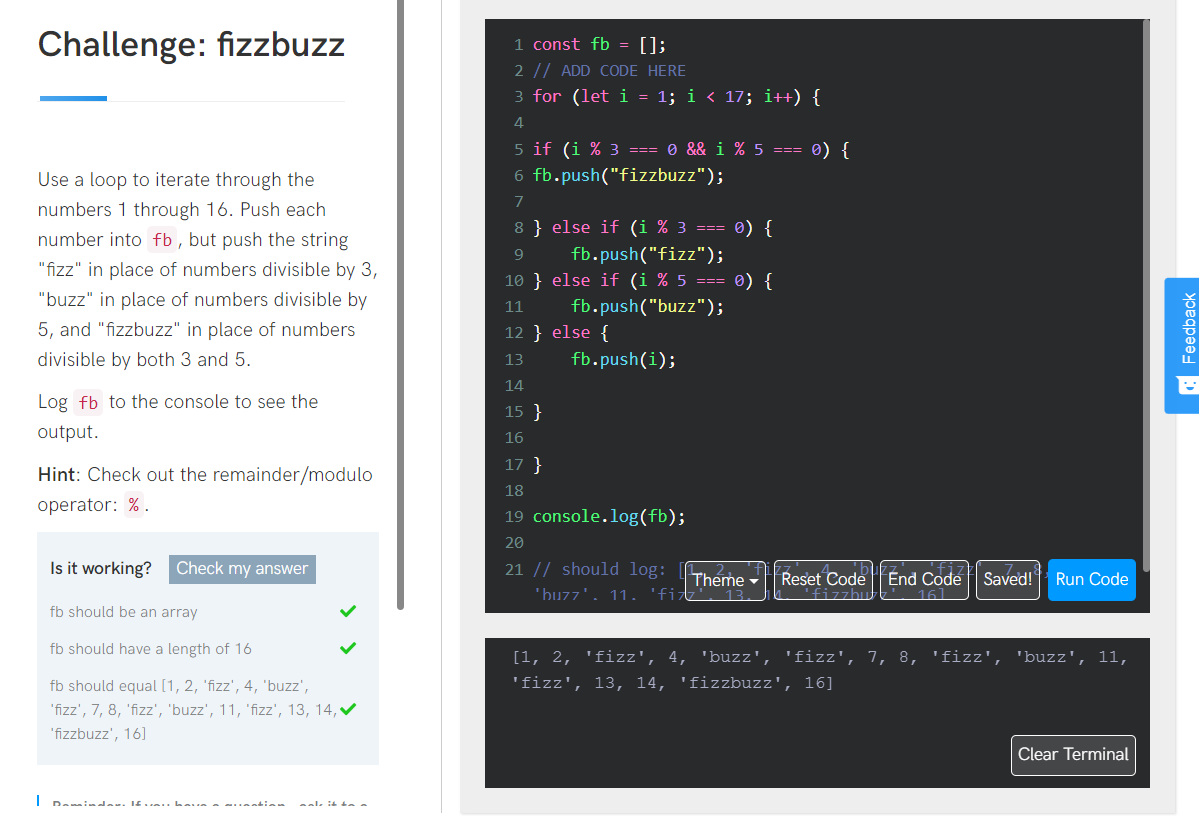 Challenge: fizzbuzz
Use a loop to iterate through the
numbers 1 through 16. Push each
number into fb, but push the string
"fizz" in place of numbers divisible by 3,
"buzz" in place of numbers divisible by
5, and "fizzbuzz" in place of numbers
divisible by both 3 and 5.
Log fb to the console to see the
output.
Hint: Check out the remainder/modulo
operator: %.
Is it working? Check my answer
fb should be an array
fb should have a length of 16
fb should equal [1, 2, 'fizz', 4, 'buzz',
'fizz', 7, 8, 'fizz', 'buzz', 11, 'fizz', 13, 14,
'fizzbuzz', 16]
Reminder: If you have a question, ask it to a
1 const fb = [];
2 // ADD CODE HERE
3 for (let i = 1; i < 17; i++) {
4
5 if (i % 3 === 0 && i % 5 === 0) {
6 fb.push("fizzbuzz");
7
8 } else if (i % 3 === 0) {
9 fb.push("fizz");
10 } else if (i % 5 === 0) {
11 fb.push("buzz");
12 } else {
13 fb.push(i);
14
15 }
16
17 }
18
19 console.log(fb);
20
21 // should log: [1, 2, 'fizz', 4, 'buzz', 'fizz', 7, 8,
'buzz', 11, 'fizz', 13, 14, 'fizzbuzz', 16]
Theme Reset Code End Code Saved! Run Code
[1, 2, 'fizz', 4, 'buzz', 'fizz', 7, 8, 'fizz', 'buzz', 11,
'fizz', 13, 14, 'fizzbuzz', 16]
Clear Terminal
Feedback